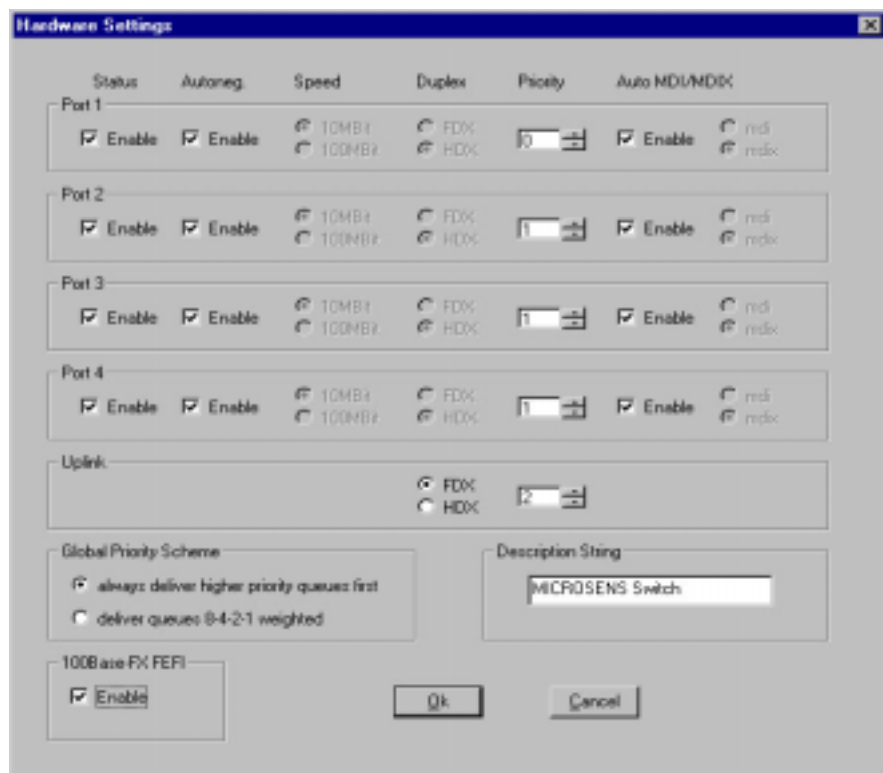 Hardware Settings
Status Autoneg. Speed Duplex Priority Auto MDI/MDIX
Port 1
Enable Enable 10MBit FDX 0 Enable mdi
100MBit HDX mdix
Port 2
Enable Enable 10MBit FDX 1 Enable mdi
100MBit HDX mdix
Port 3
Enable Enable 10MBit FDX 1 Enable mdi
100MBit HDX mdix
Port 4
Enable Enable 10MBit FDX 1 Enable mdi
100MBit HDX mdix
Uplink
FDX 2
HDX
Global Priority Scheme Description String
always deliver higher priority queues first MICROSENS Switch
deliver queues 8-4-2-1 weighted
100Base-FX FEFI
Enable Ok Cancel